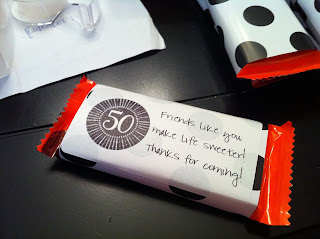 50
Friends like you
make life sweeter!
Thanks for coming!